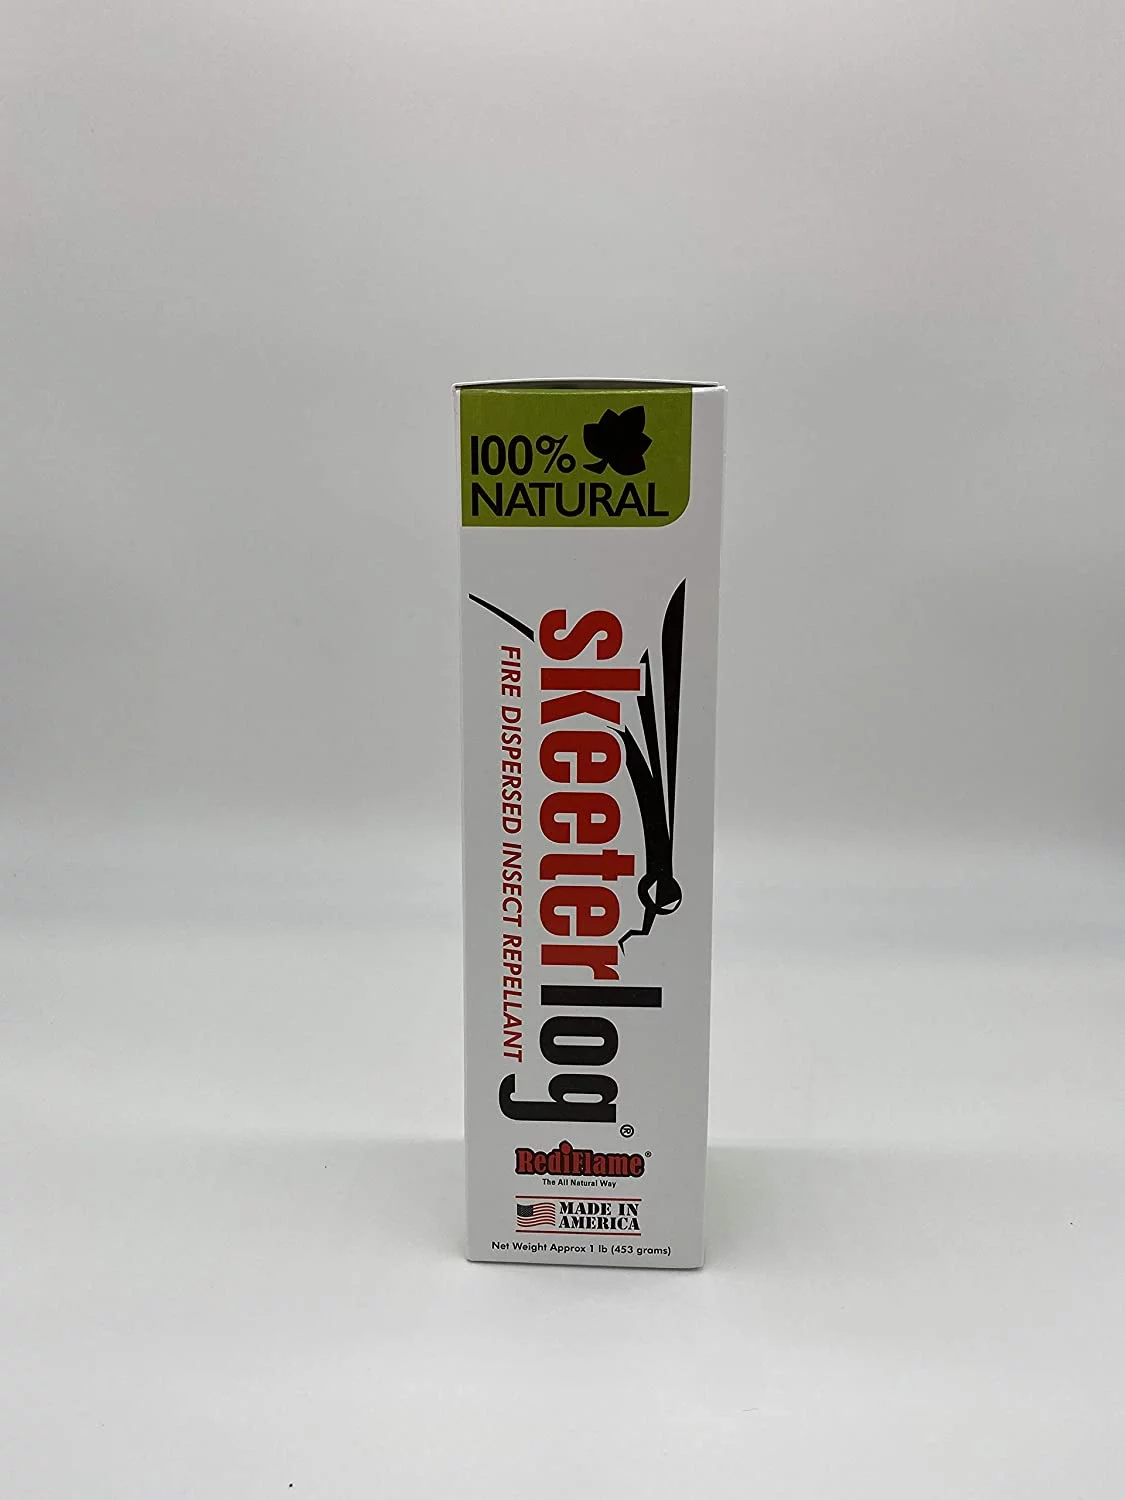 100%
NATURAL
skeeterlog®
FIRE DISPERSED INSECT REPELLANT
RediFlame®
The All Natural Way
MADE IN
AMERICA
Net Weight Approx 1 lb (453 grams)